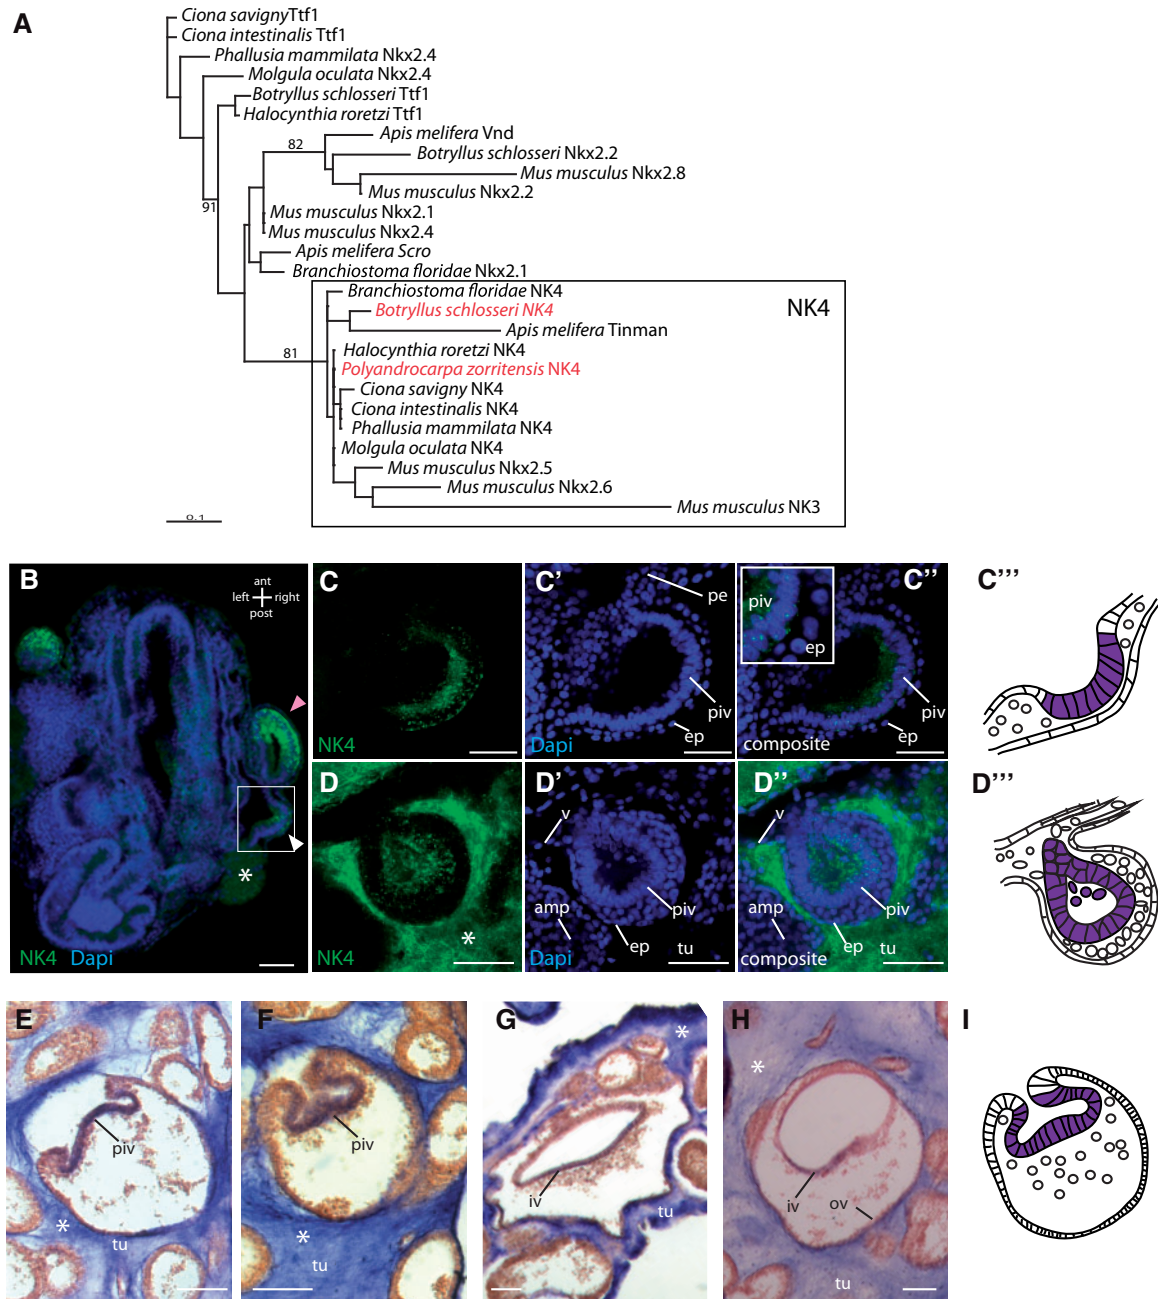 A
Ciona savignyTtf1
Ciona intestinalis Ttf1
Phallusia mammilata Nkx2.4
Molgula oculata Nkx2.4
Botryllus schlosseri Ttf1
Halocynthia roretzi Ttf1
Apis melifera Vnd
82
Botryllus schlosseri Nkx2.2
Mus musculus Nkx2.8
Mus musculus Nkx2.2
91
Mus musculus Nkx2.1
Mus musculus Nkx2.4
Apis melifera Scro
Branchiostoma floridae Nkx2.1
Branchiostoma floridae NK4
NK4
Botryllus schlosseri NK4
Apis melifera Tinman
81
Halocynthia roretzi NK4
Polyandrocarpa zorritensis NK4
Ciona savigny NK4
Ciona intestinalis NK4
Phallusia mammilata NK4
Molgula oculata NK4
Mus musculus Nkx2.5
Mus musculus Nkx2.6
Mus musculus NK3
B
ant
left right
post
*
NK4 Dapi
C
NK4
C'
pe
piv
ep
Dapi
C''
piv
ep
piv
ep
composite
C'''
D
*
NK4
D'
v
amp
piv
ep
tu
Dapi
D''
v
amp
piv
ep
tu
composite
D'''
E
piv
*
tu
F
piv
*
tu
G
*
iv
tu
H
*
iv
ov
tu
I